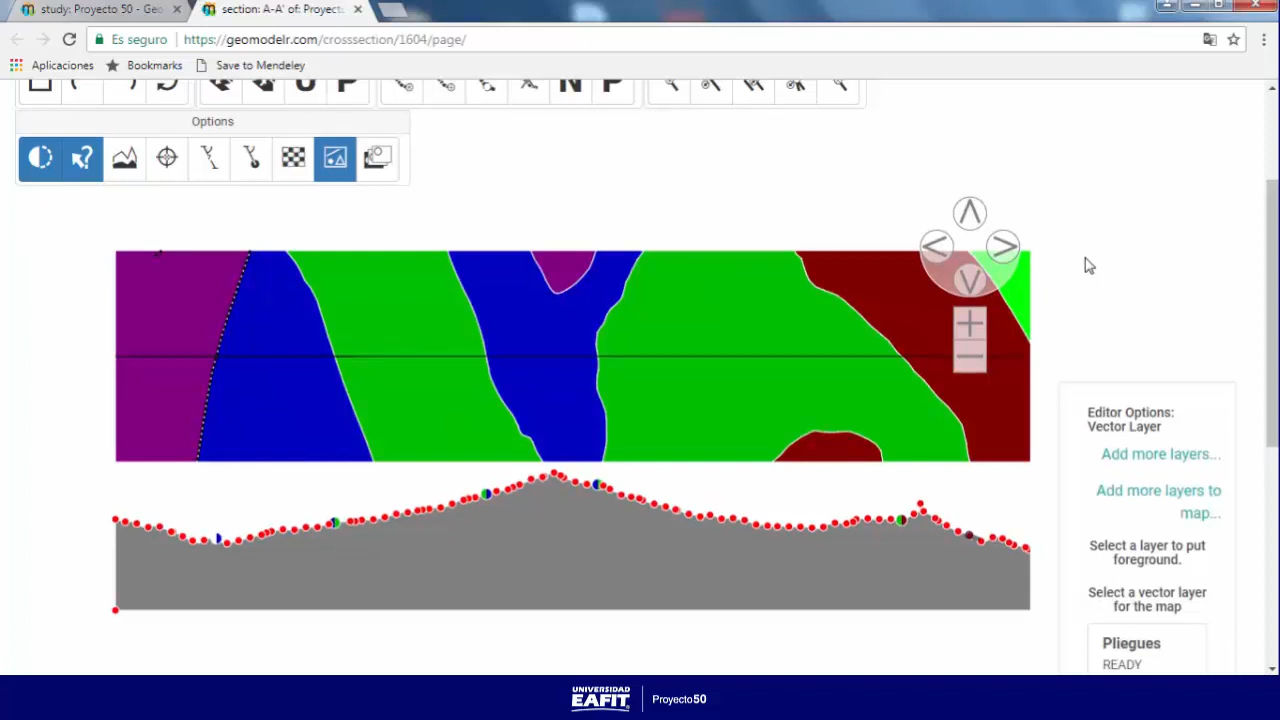 study: Proyecto 50 - Geo
section: A-A' of: Proyecto
Es seguro
https://geomodelr.com/crosssection/1604/page/
Aplicaciones
Bookmarks
Save to Mendeley
U
P
N
P
Options
Editor Options:
Vector Layer
Add more layers...
Add more layers to
map...
Select a layer to put
foreground.
Select a vector layer
for the map
Pliegues
READY
UNIVERSIDAD
EAFIT
Proyecto50